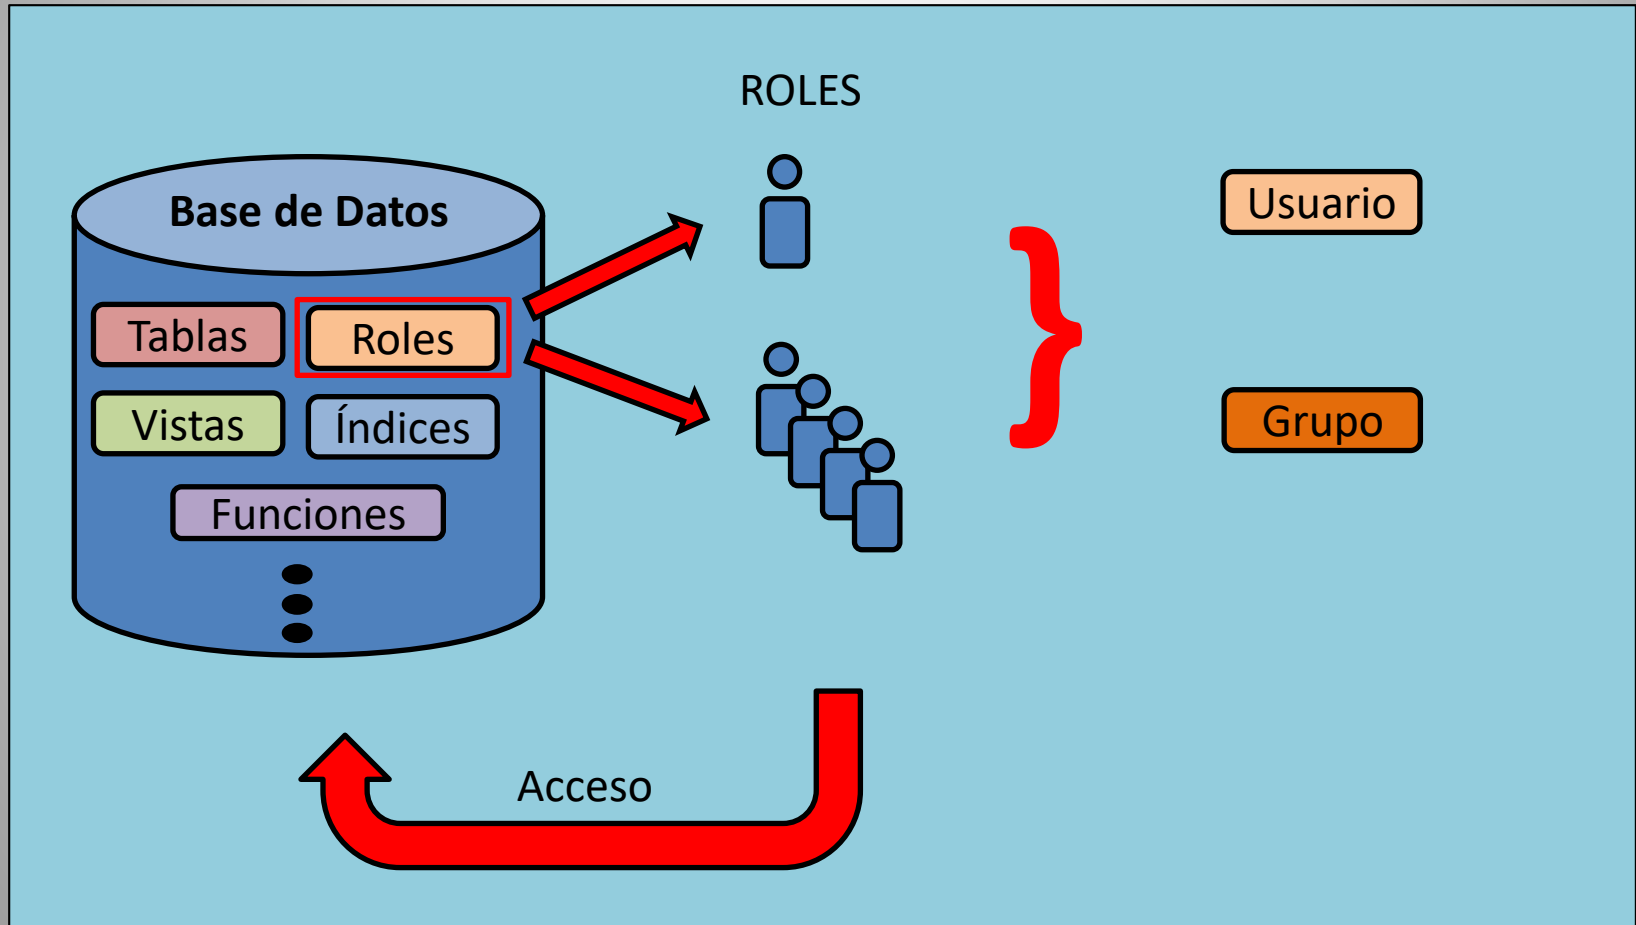 ROLES
Base de Datos
Tablas
Roles
Vistas
Índices
Funciones
Usuario
Grupo
Acceso